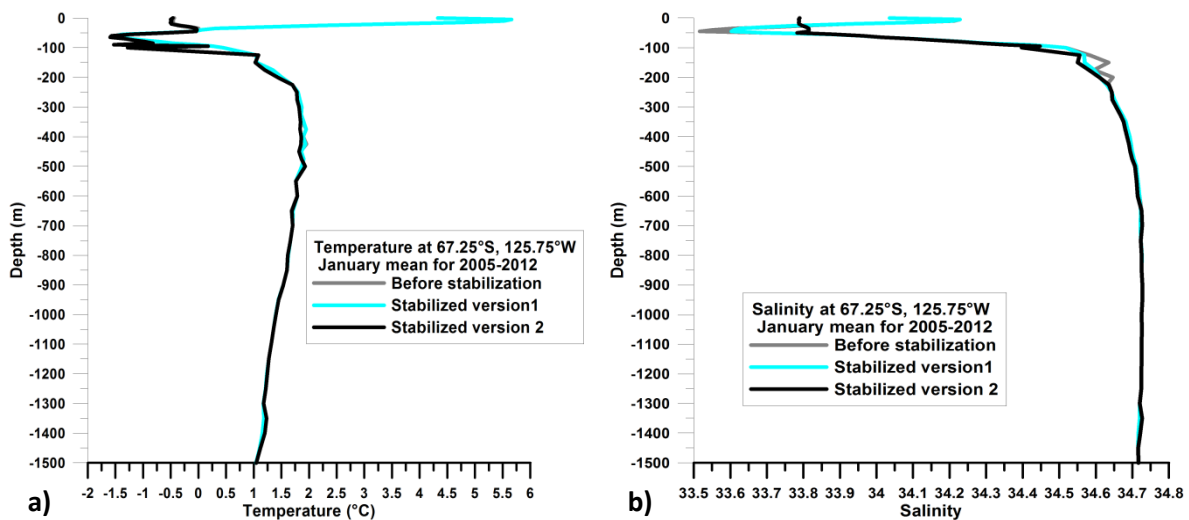 0
-100
-200
-300
-400
-500
-600
-700
-800
-900
-1000
-1100
-1200
-1300
-1400
-1500
Depth (m)
Temperature at 67.25°S, 125.75°W
January mean for 2005-2012
Before stabilization
Stabilized version1
Stabilized version 2
-2 -1.5 -1 -0.5 0 0.5 1 1.5 2 2.5 3 3.5 4 4.5 5 5.5 6
a)
Temperature (°C)
0
-100
-200
-300
-400
-500
-600
-700
-800
-900
-1000
-1100
-1200
-1300
-1400
-1500
Depth (m)
Salinity at 67.25°S, 125.75°W
January mean for 2005-2012
Before stabilization
Stabilized version1
Stabilized version 2
33.5 33.6 33.7 33.8 33.9 34 34.1 34.2 34.3 34.4 34.5 34.6 34.7 34.8
b)
Salinity